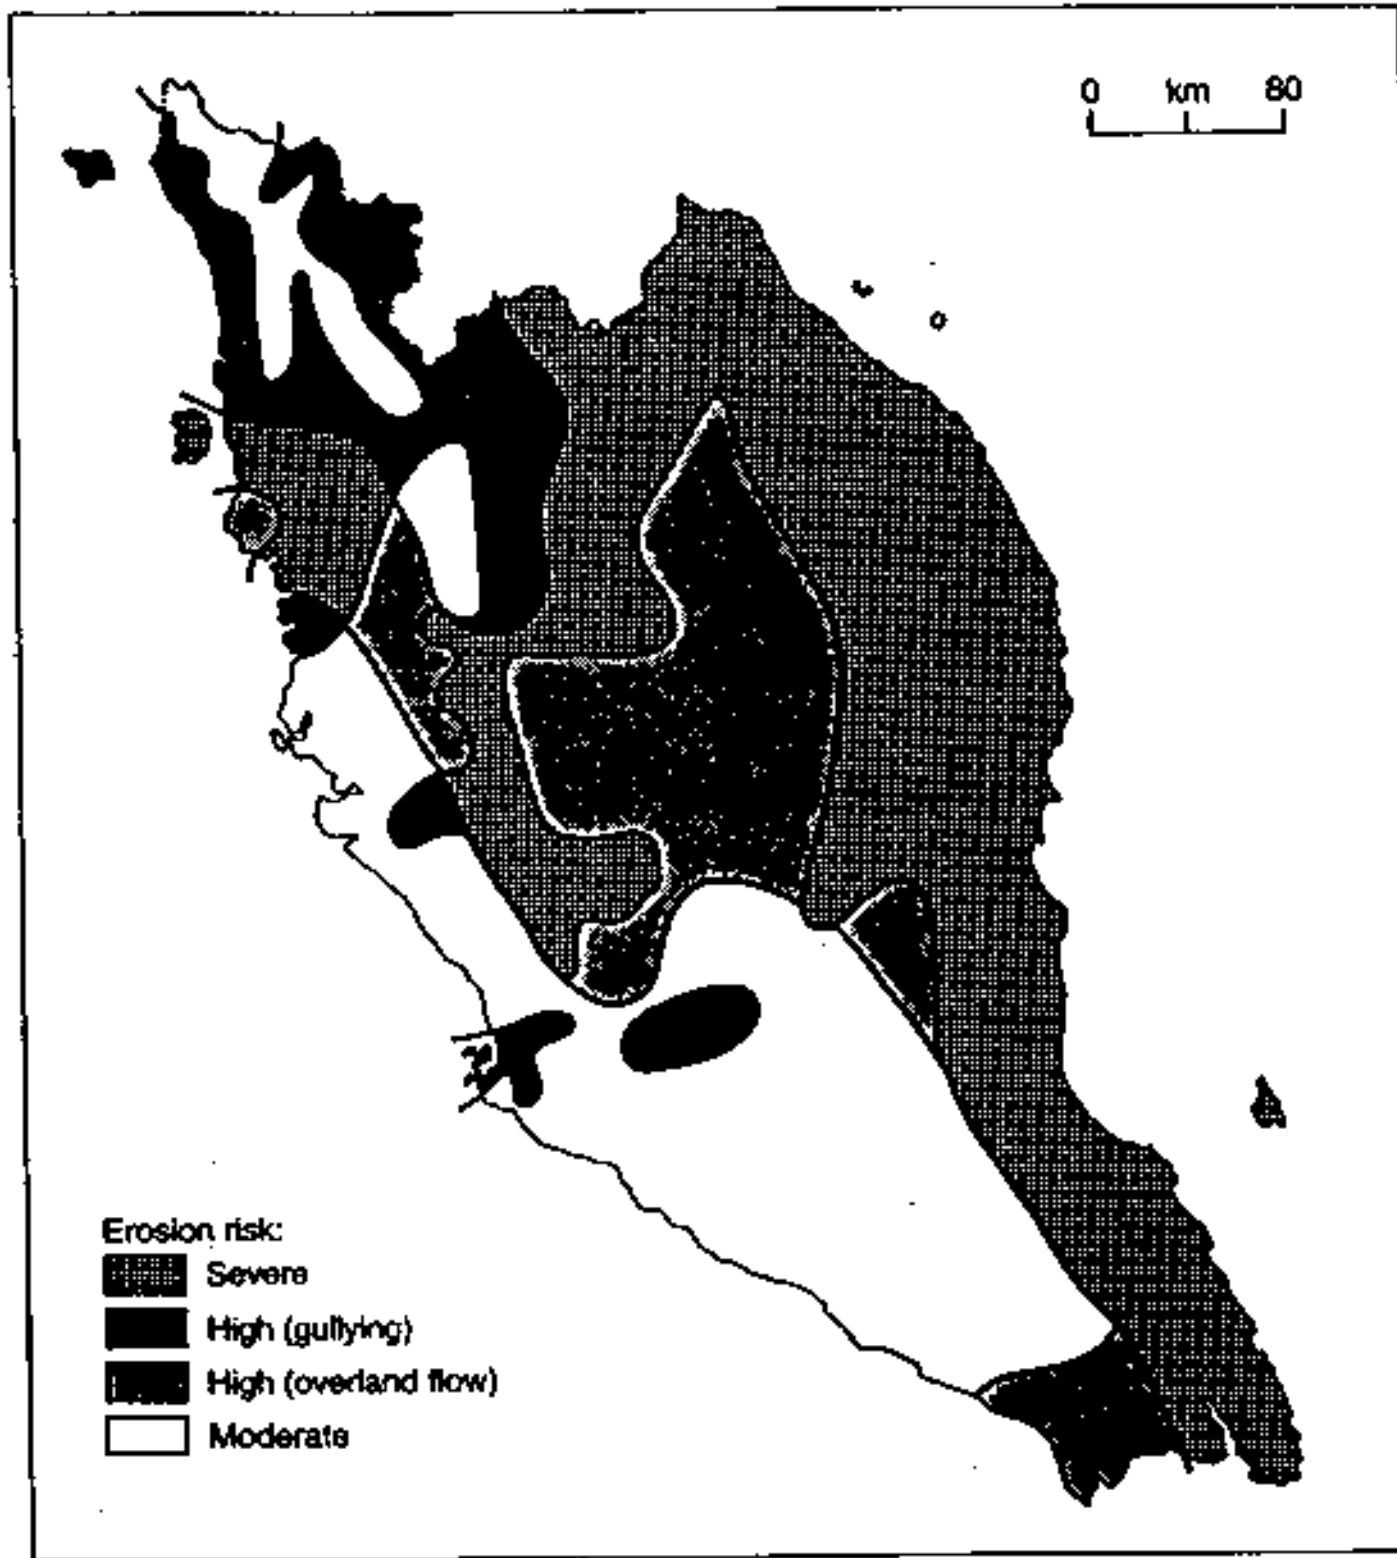 0 km 80
Erosion risk:
Severe
High (gullying)
High (overland flow)
Moderate